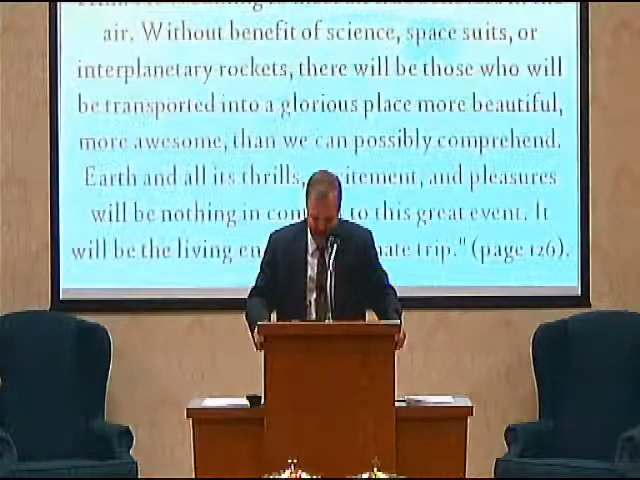 air. Without benefit of science, space suits, or
interplanetary rockets, there will be those who will
be transported into a glorious place more beautiful,
more awesome, than we can possibly comprehend.
Earth and all its thrills, and pleasures
will be nothing in to this great event. It
will be the living trip." (page 126).